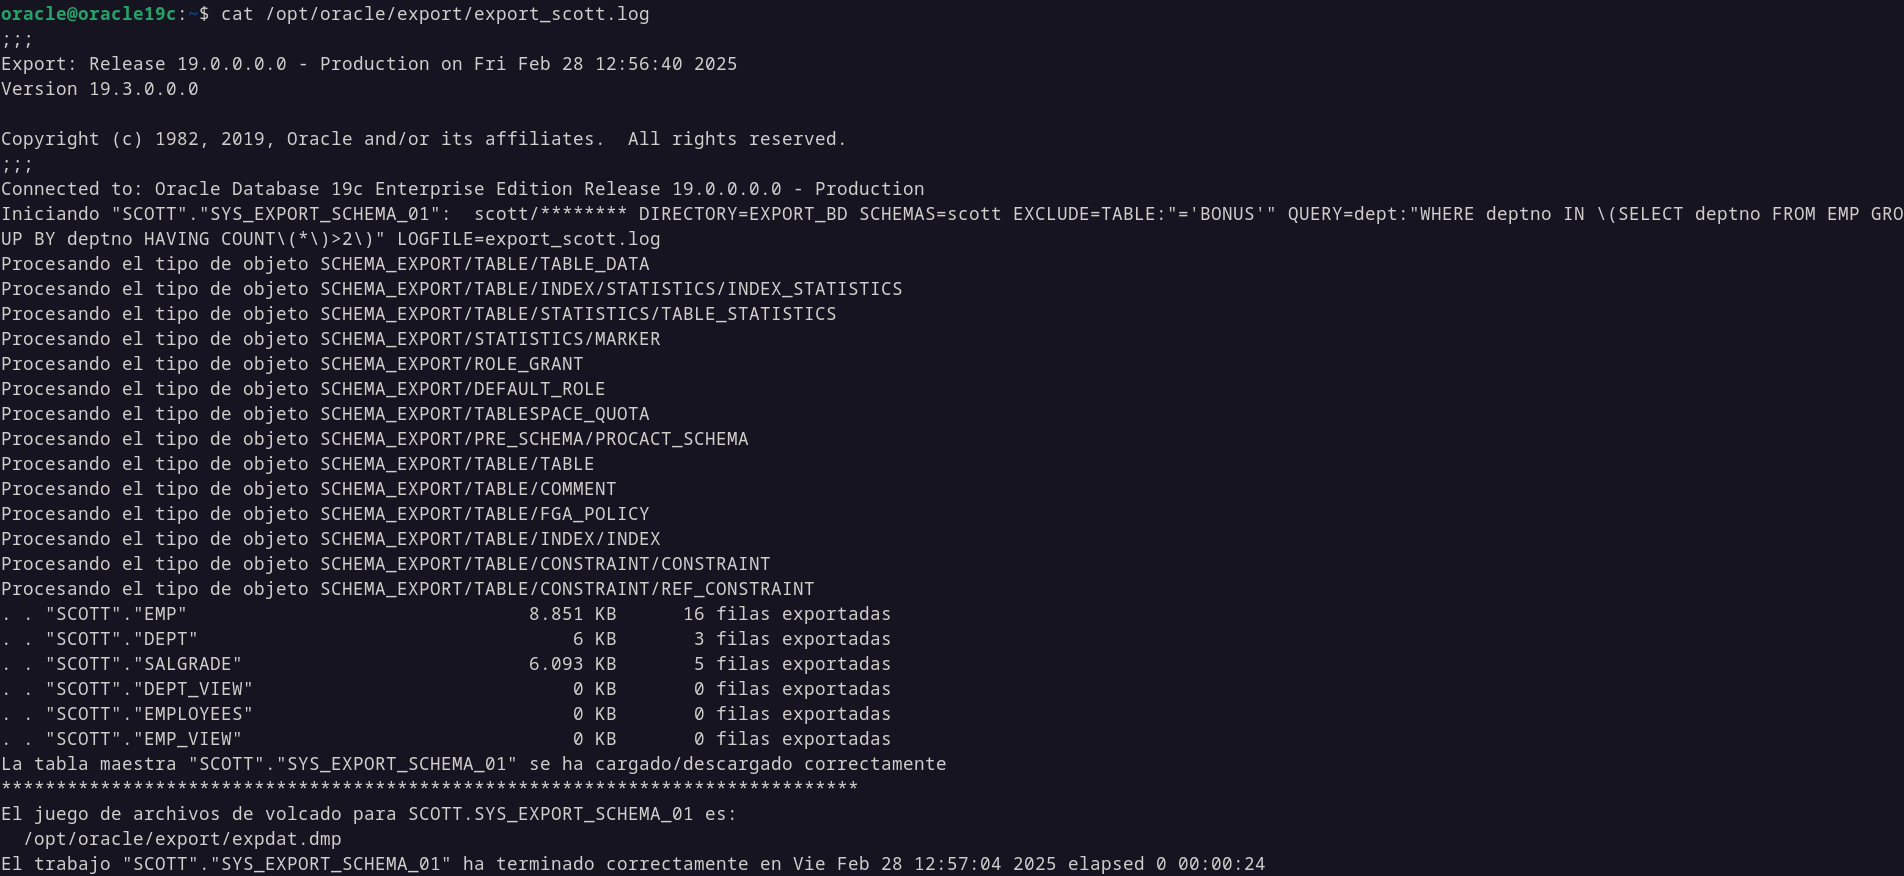 oracle@oracle19c:~$ cat /opt/oracle/export/export_scott.log
;;;
Export: Release 19.0.0.0.0 - Production on Fri Feb 28 12:56:40 2025
Version 19.3.0.0.0
Copyright (c) 1982, 2019, Oracle and/or its affiliates.  All rights reserved.
;;;
Connected to: Oracle Database 19c Enterprise Edition Release 19.0.0.0.0 - Production
Iniciando "SCOTT"."SYS_EXPORT_SCHEMA_01":  scott/******** DIRECTORY=EXPORT_BD SCHEMAS=scott EXCLUDE=TABLE:"='BONUS'" QUERY=dept:"WHERE deptno IN \(SELECT deptno FROM EMP GRO
UP BY deptno HAVING COUNT\(*\)>2\)" LOGFILE=export_scott.log
Procesando el tipo de objeto SCHEMA_EXPORT/TABLE/TABLE_DATA
Procesando el tipo de objeto SCHEMA_EXPORT/TABLE/INDEX/STATISTICS/INDEX_STATISTICS
Procesando el tipo de objeto SCHEMA_EXPORT/TABLE/STATISTICS/TABLE_STATISTICS
Procesando el tipo de objeto SCHEMA_EXPORT/STATISTICS/MARKER
Procesando el tipo de objeto SCHEMA_EXPORT/ROLE_GRANT
Procesando el tipo de objeto SCHEMA_EXPORT/DEFAULT_ROLE
Procesando el tipo de objeto SCHEMA_EXPORT/TABLESPACE_QUOTA
Procesando el tipo de objeto SCHEMA_EXPORT/PRE_SCHEMA/PROCACT_SCHEMA
Procesando el tipo de objeto SCHEMA_EXPORT/TABLE/TABLE
Procesando el tipo de objeto SCHEMA_EXPORT/TABLE/COMMENT
Procesando el tipo de objeto SCHEMA_EXPORT/TABLE/FGA_POLICY
Procesando el tipo de objeto SCHEMA_EXPORT/TABLE/INDEX/INDEX
Procesando el tipo de objeto SCHEMA_EXPORT/TABLE/CONSTRAINT/CONSTRAINT
Procesando el tipo de objeto SCHEMA_EXPORT/TABLE/CONSTRAINT/REF_CONSTRAINT
. . "SCOTT"."EMP"                               8.851 KB      16 filas exportadas
. . "SCOTT"."DEPT"                                  6 KB       3 filas exportadas
. . "SCOTT"."SALGRADE"                          6.093 KB       5 filas exportadas
. . "SCOTT"."DEPT_VIEW"                             0 KB       0 filas exportadas
. . "SCOTT"."EMPLOYEES"                             0 KB       0 filas exportadas
. . "SCOTT"."EMP_VIEW"                              0 KB       0 filas exportadas
La tabla maestra "SCOTT"."SYS_EXPORT_SCHEMA_01" se ha cargado/descargado correctamente
******************************************************************************
El juego de archivos de volcado para SCOTT.SYS_EXPORT_SCHEMA_01 es:
  /opt/oracle/export/expdat.dmp
El trabajo "SCOTT"."SYS_EXPORT_SCHEMA_01" ha terminado correctamente en Vie Feb 28 12:57:04 2025 elapsed 0 00:00:24